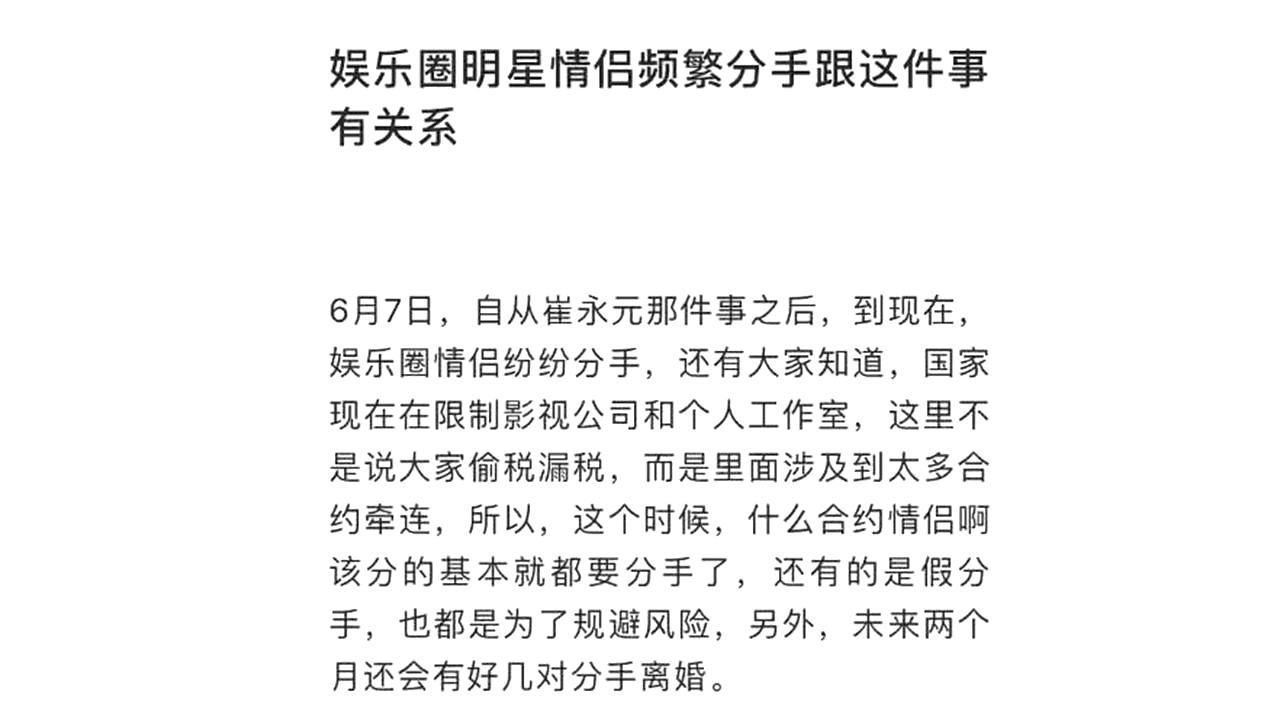 娱乐圈明星情侣频繁分手跟这件事
有关系
6月7日，自从崔永元那件事之后，到现在，
娱乐圈情侣纷纷分手，还有大家知道，国家
现在在限制影视公司和个人工作室，这里不
是说大家偷税漏税，而是里面涉及到太多合
约牵连，所以，这个时候，什么合约情侣啊
该分的基本就都要分手了，还有的是假分
手，也都是为了规避风险，另外，未来两个
月还会有好几对分手离婚。